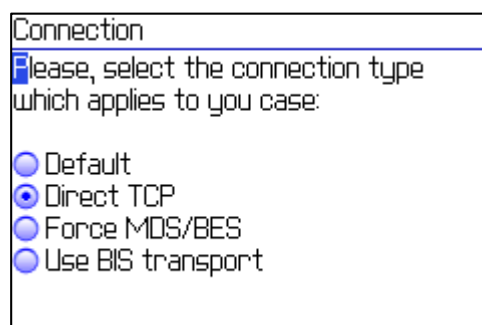 Connection
Please, select the connection type
which applies to you case:
Default
Direct TCP
Force MDS/BES
Use BIS transport